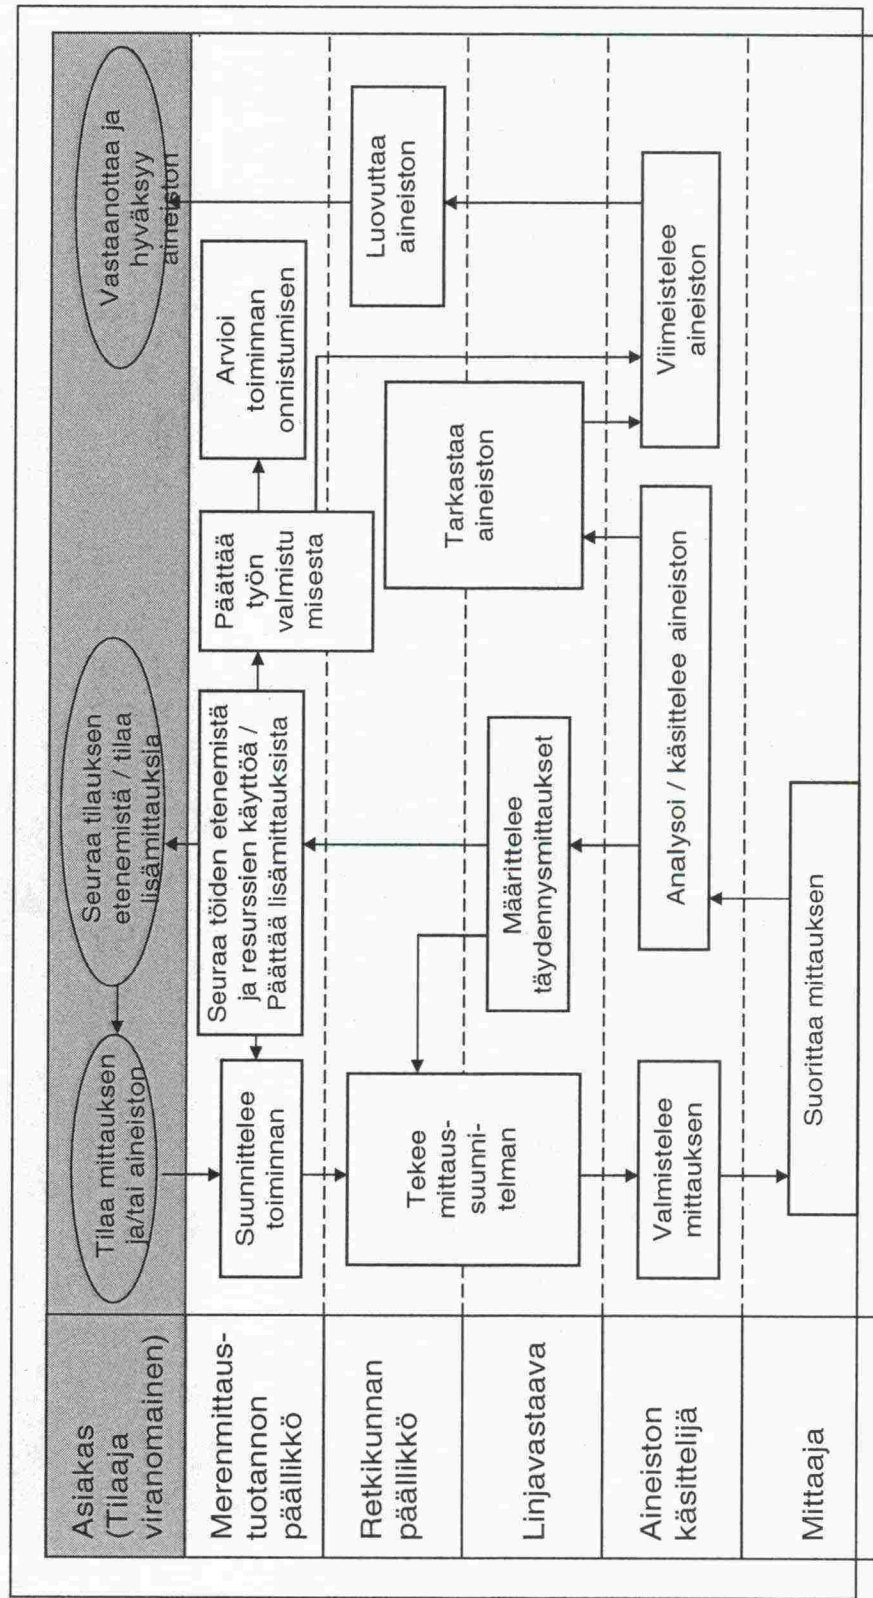 Asiakas
(Tilaaja
viranomainen)
Tilaa mittauksen
ja/tai aineiston
Seuraa tilauksen
etenemistä / tilaa
lisämittauksia
Vastaanottaa ja
hyväksyy
aineiston
Merenmittaus-
tuotannon
päällikkö
Suunnittelee
toiminnan
Seuraa töiden etenemistä
ja resurssien käyttöä /
Päättää lisämittauksista
Päättää
työn
valmistu
misesta
Arvioi
toiminnan
onnistumisen
Retkikunnan
päällikkö
Tekee
mittaus-
suunni-
telman
Tarkastaa
aineiston
Luovuttaa
aineiston
Linjavastaava
Määrittelee
täydennysmittaukset
Aineiston
käsittelijä
Valmistelee
mittauksen
Analysoi / käsittelee aineiston
Viimeistelee
aineiston
Mittaaja
Suorittaa mittauksen